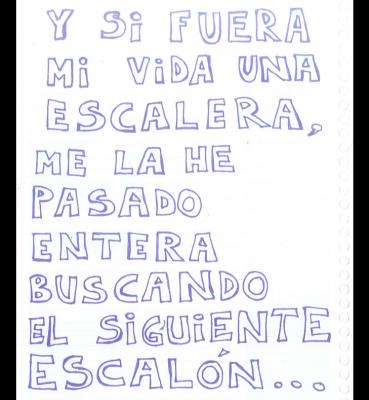 Y Si FUERA
Mi ViDA UNA
ESCALERA,
ME LA HE
PASADO
ENTERA
BUSCANDO
EL SiGUiENTE
ESCALÓN...